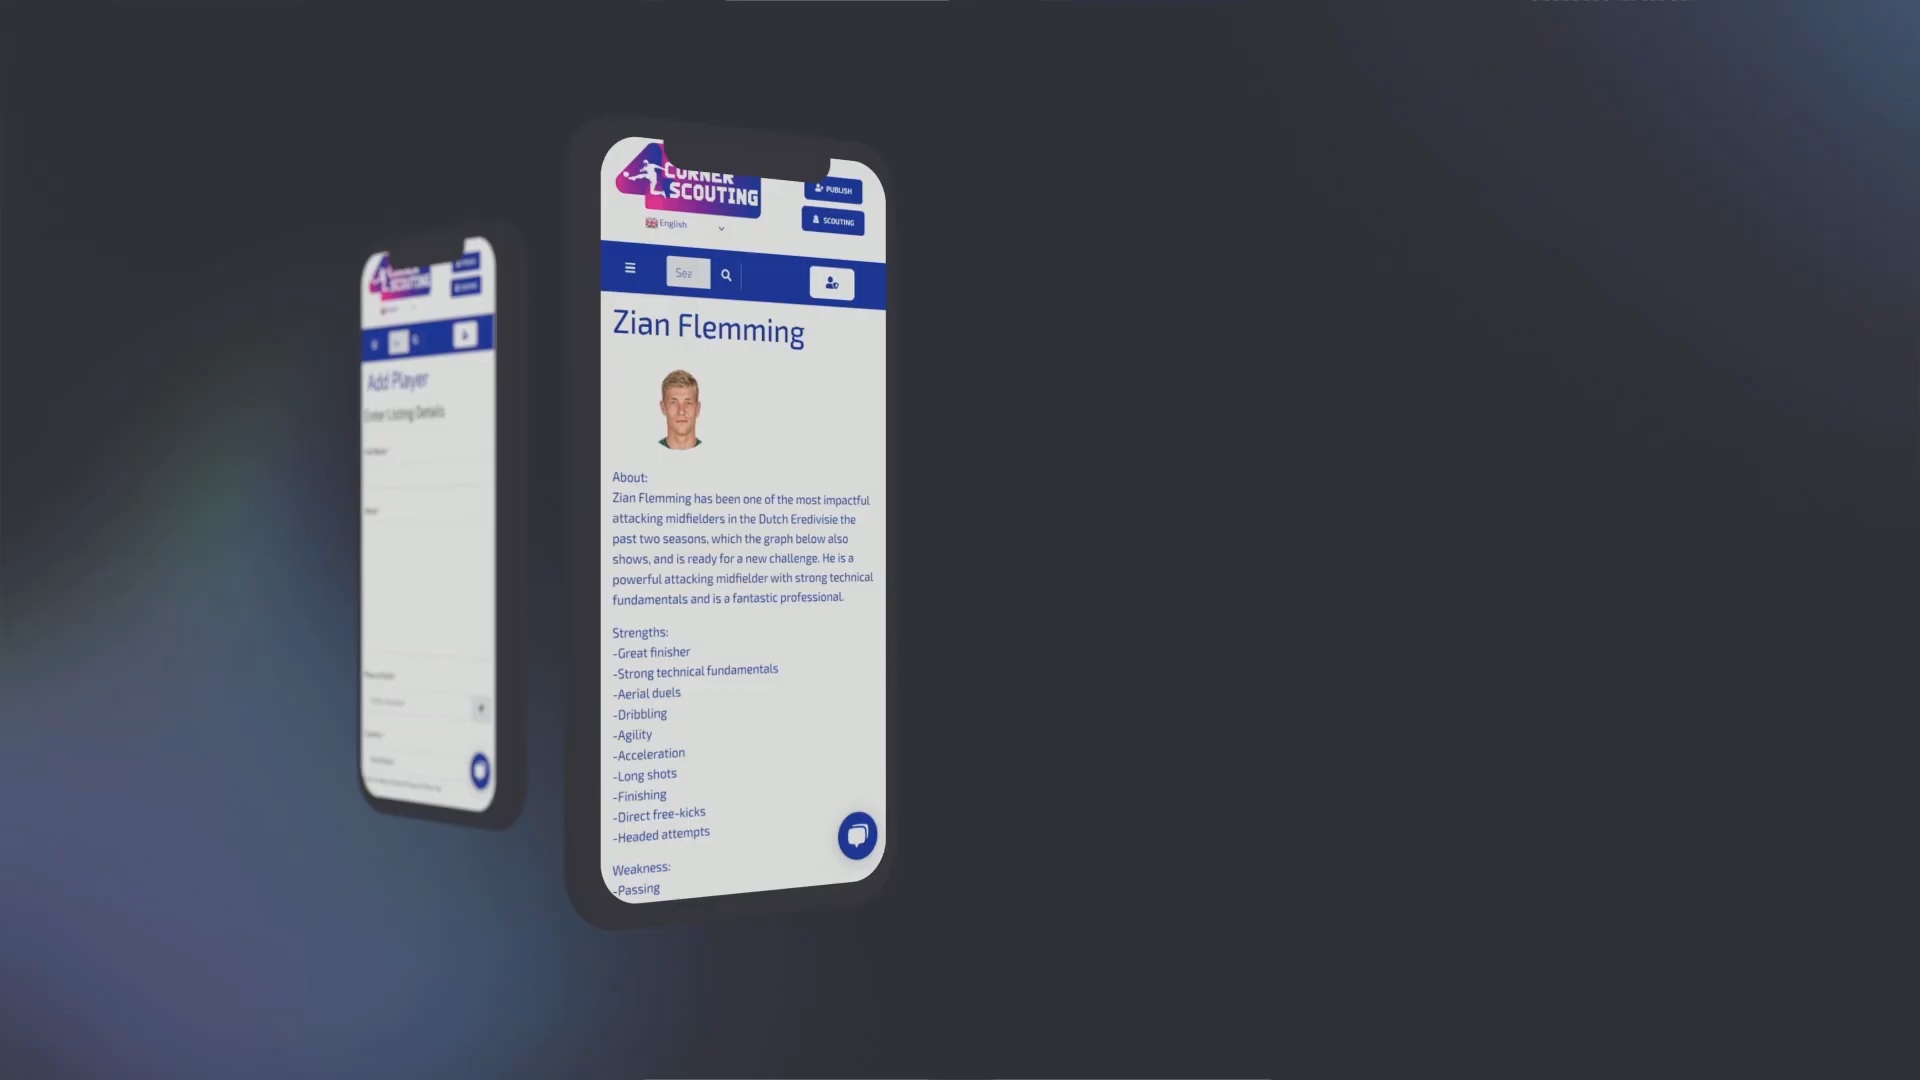 CORNER
SCOUTING
PUBLISH
SCOUTING
English
Sea
Zian Flemming
About:
Zian Flemming has been one of the most impactful
attacking midfielders in the Dutch Eredivisie the
past two seasons, which the graph below also
shows, and is ready for a new challenge. He is a
powerful attacking midfielder with strong technical
fundamentals and is a fantastic professional.
Strengths:
-Great finisher
-Strong technical fundamentals
-Aerial duels
-Dribbling
-Agility
-Acceleration
-Long shots
-Finishing
-Direct free-kicks
-Headed attempts
Weakness:
-Passing
SCOUTING
Add Player
Enter Listing Details